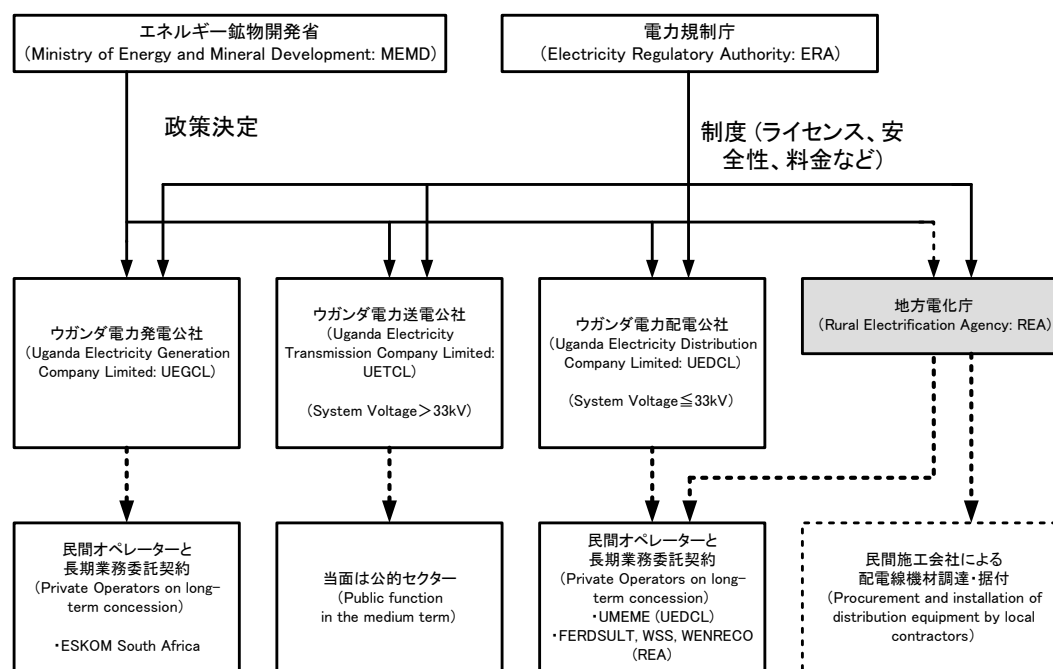 エネルギー鉱物開発省
(Ministry of Energy and Mineral Development: MEMD)
電力規制庁
(Electricity Regulatory Authority: ERA)
政策決定
制度 (ライセンス、安
全性、料金など)
ウガンダ電力発電公社
(Uganda Electricity Generation
Company Limited: UEGCL)
ウガンダ電力送電公社
(Uganda Electricity
Transmission Company Limited:
UETCL)
(System Voltage>33kV)
ウガンダ電力配電公社
(Uganda Electricity Distribution
Company Limited: UEDCL)
(System Voltage≦33kV)
地方電化庁
(Rural Electrification Agency: REA)
民間オペレーターと
長期業務委託契約
(Private Operators on long-
term concession)
・ESKOM South Africa
当面は公的セクター
(Public function
in the medium term)
民間オペレーターと
長期業務委託契約
(Private Operators on long-
term concession)
・UMEME (UEDCL)
・FERDSULT, WSS, WENRECO
(REA)
民間施工会社による
配電線機材調達・据付
(Procurement and installation of
distribution equipment by local
contractors)